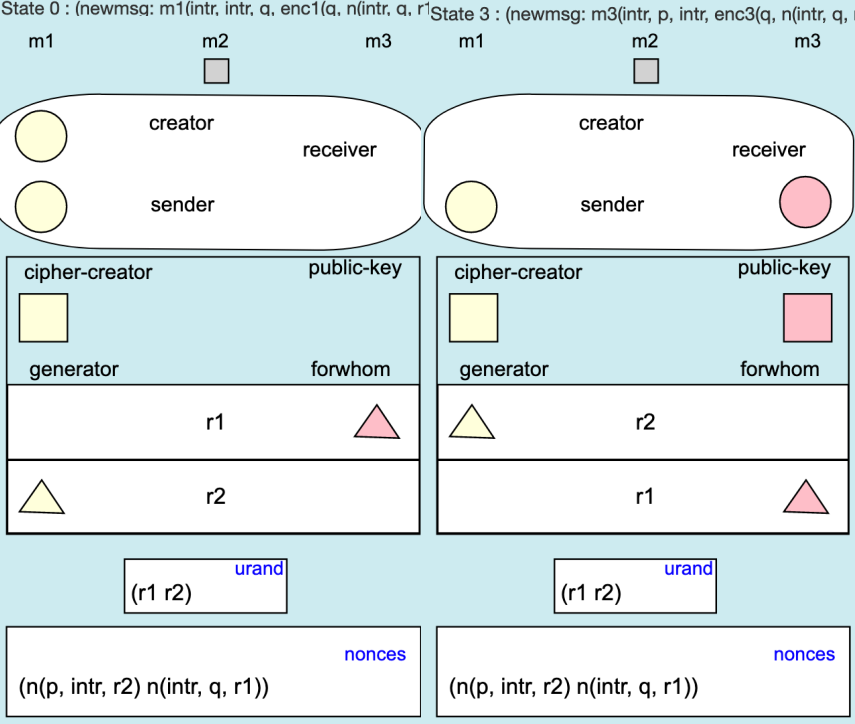 State 0 : (newmsg: m1(intr, intr, q, enc1(q, n(intr, q, r1
m1 m2 m3
creator
receiver
sender
cipher-creator public-key
generator forwhom
r1
r2
urand
(r1 r2)
nonces
(n(p, intr, r2) n(intr, q, r1))
State 3 : (newmsg: m3(intr, p, intr, enc3(q, n(intr, q,
m1 m2 m3
creator
receiver
sender
cipher-creator public-key
generator forwhom
r2
r1
urand
(r1 r2)
nonces
(n(p, intr, r2) n(intr, q, r1))